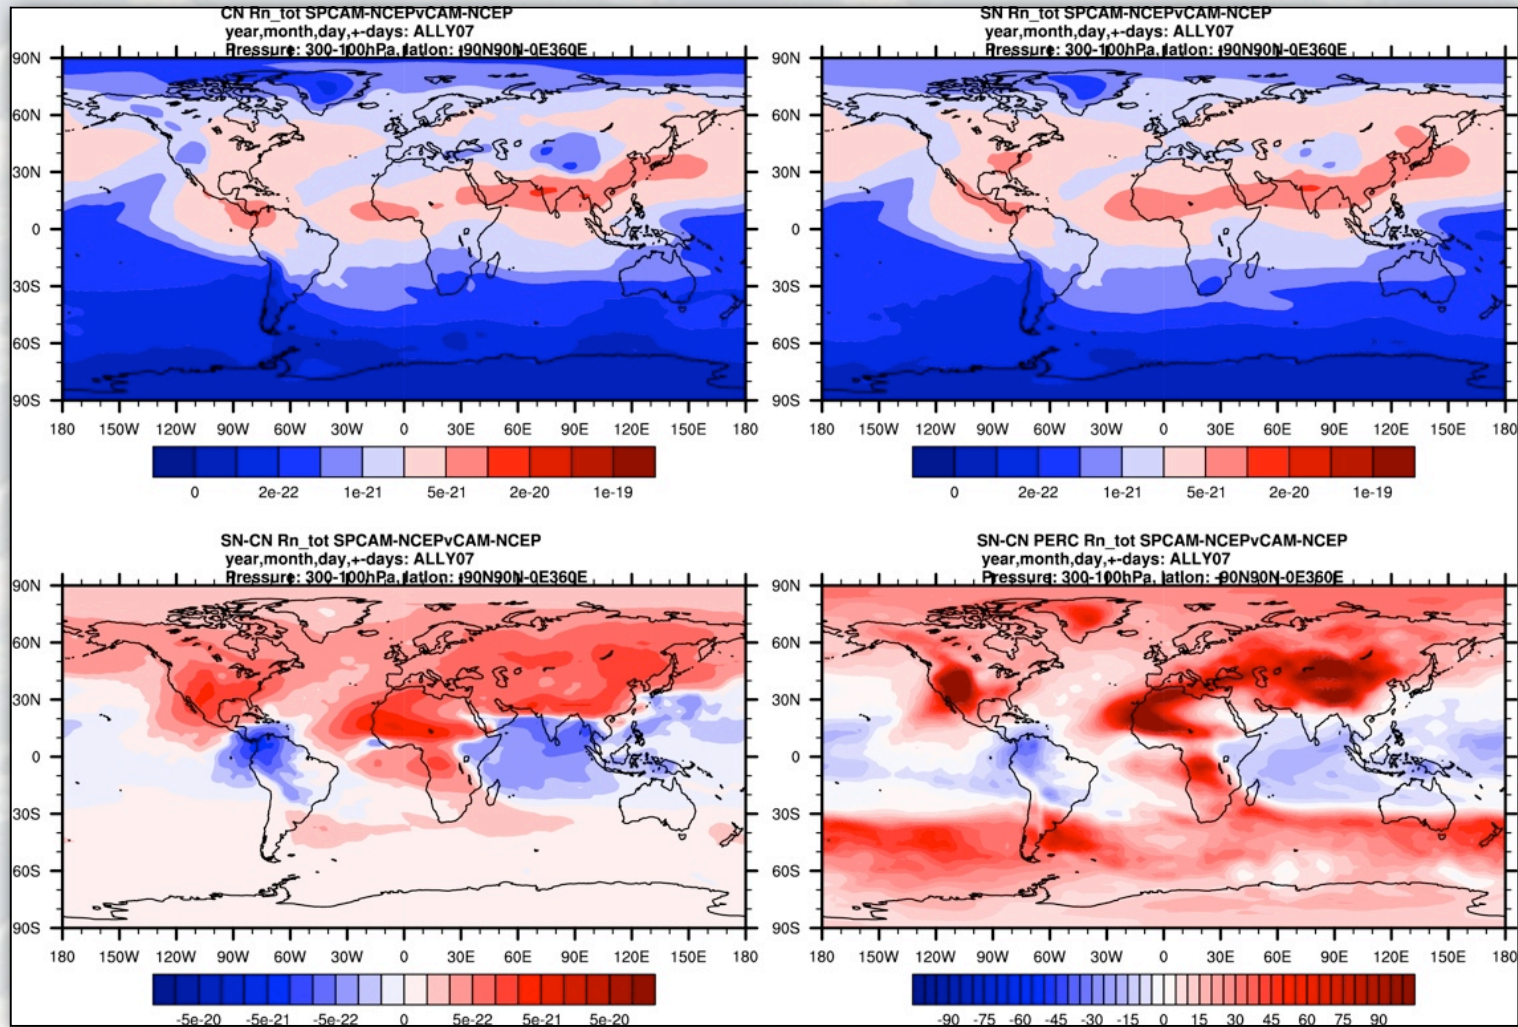 CN Rn_tot SPCAM-NCEPvCAM-NCEP
year,month,day,+-days: ALLY07
Pressure: 300-100hPa, latlon: -90N90N-0E360E
90N
60N
30N
0
30S
60S
90S
180 150W 120W 90W 60W 30W 0 30E 60E 90E 120E 150E 180
0 2e-22 1e-21 5e-21 2e-20 1e-19
SN Rn_tot SPCAM-NCEPvCAM-NCEP
year,month,day,+-days: ALLY07
Pressure: 300-100hPa, latlon: -90N90N-0E360E
90N
60N
30N
0
30S
60S
90S
180 150W 120W 90W 60W 30W 0 30E 60E 90E 120E 150E 180
0 2e-22 1e-21 5e-21 2e-20 1e-19
SN-CN Rn_tot SPCAM-NCEPvCAM-NCEP
year,month,day,+-days: ALLY07
Pressure: 300-100hPa, latlon: -90N90N-0E360E
90N
60N
30N
0
30S
60S
90S
180 150W 120W 90W 60W 30W 0 30E 60E 90E 120E 150E 180
-5e-20 -5e-21 -5e-22 0 5e-22 5e-21 5e-20
SN-CN PERC Rn_tot SPCAM-NCEPvCAM-NCEP
year,month,day,+-days: ALLY07
Pressure: 300-100hPa, latlon: -90N90N-0E360E
90N
60N
30N
0
30S
60S
90S
180 150W 120W 90W 60W 30W 0 30E 60E 90E 120E 150E 180
-90 -75 -60 -45 -30 -15 0 15 30 45 60 75 90